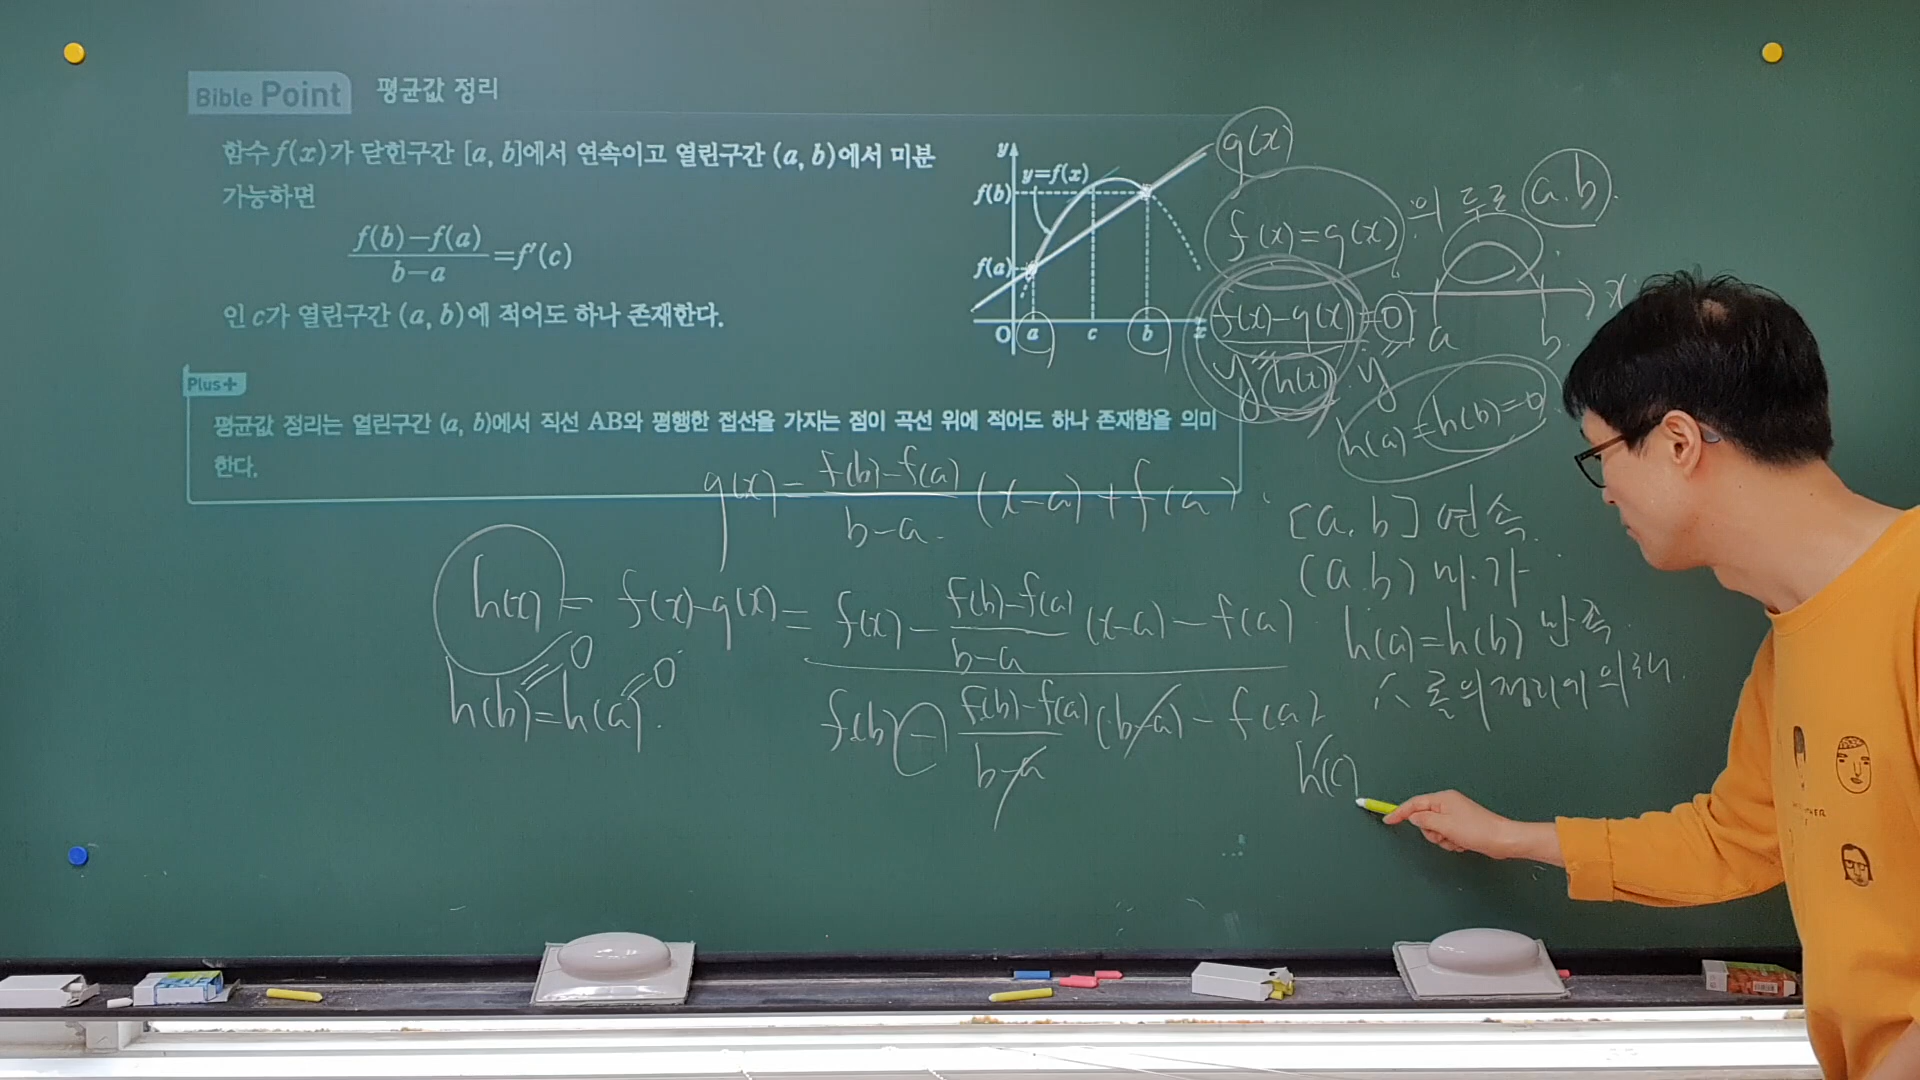 Bible Point 평균값 정리
함수 f(x)가 닫힌구간 [a, b]에서 연속이고 열린구간 (a, b)에서 미분
가능하면
f(b)−f(a)
b−a
=f′(c)
인 c가 열린구간 (a, b)에 적어도 하나 존재한다.
y
y=f(x)
f(b)
f(a)
O a c b x
g(x)
f(x)=g(x) 의 두근 a.b.
f(x)-g(x)=0
y=h(x) y
a b x
h(a)=h(b)=0
Plus+
평균값 정리는 열린구간 (a, b)에서 직선 AB와 평행한 접선을 가지는 점이 곡선 위에 적어도 하나 존재함을 의미
한다.
g(x)= f(b)-f(a) / b-a (x-a)+f(a)
h(x)= f(x)-g(x)= f(x)- f(b)-f(a) / b-a (x-a)-f(a)
h(b)=0=h(a)=0
f(b)- f(b)-f(a) / b-a (b-a)-f(a)
[a.b] 연속
(a.b) 미.가
h(a)=h(b) 만족
롤의 정리에 의해
h'(c)